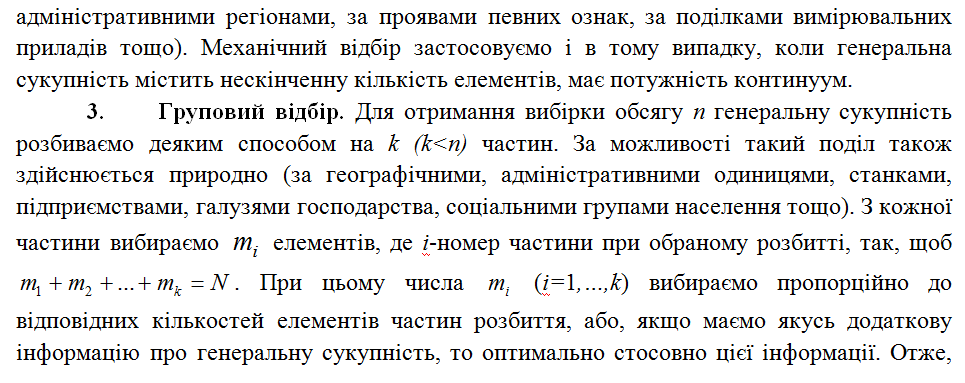 адміністративними регіонами, за проявами певних ознак, за поділками вимірювальних
приладів тощо). Механічний відбір застосовуємо і в тому випадку, коли генеральна
сукупність містить нескінченну кількість елементів, має потужність континуум.
3. Груповий відбір. Для отримання вибірки обсягу n генеральну сукупність
розбиваємо деяким способом на k (k<n) частин. За можливості такий поділ також
здійснюється природно (за географічними, адміністративними одиницями, станками,
підприємствами, галузями господарства, соціальними групами населення тощо). З кожної
частини вибираємо mᵢ елементів, де i-номер частини при обраному розбитті, так, щоб
m₁ + m₂ + ... + mₖ = N . При цьому числа mᵢ (i=1,...,k) вибираємо пропорційно до
відповідних кількостей елементів частин розбиття, або, якщо маємо якусь додаткову
інформацію про генеральну сукупність, то оптимально стосовно цієї інформації. Отже,